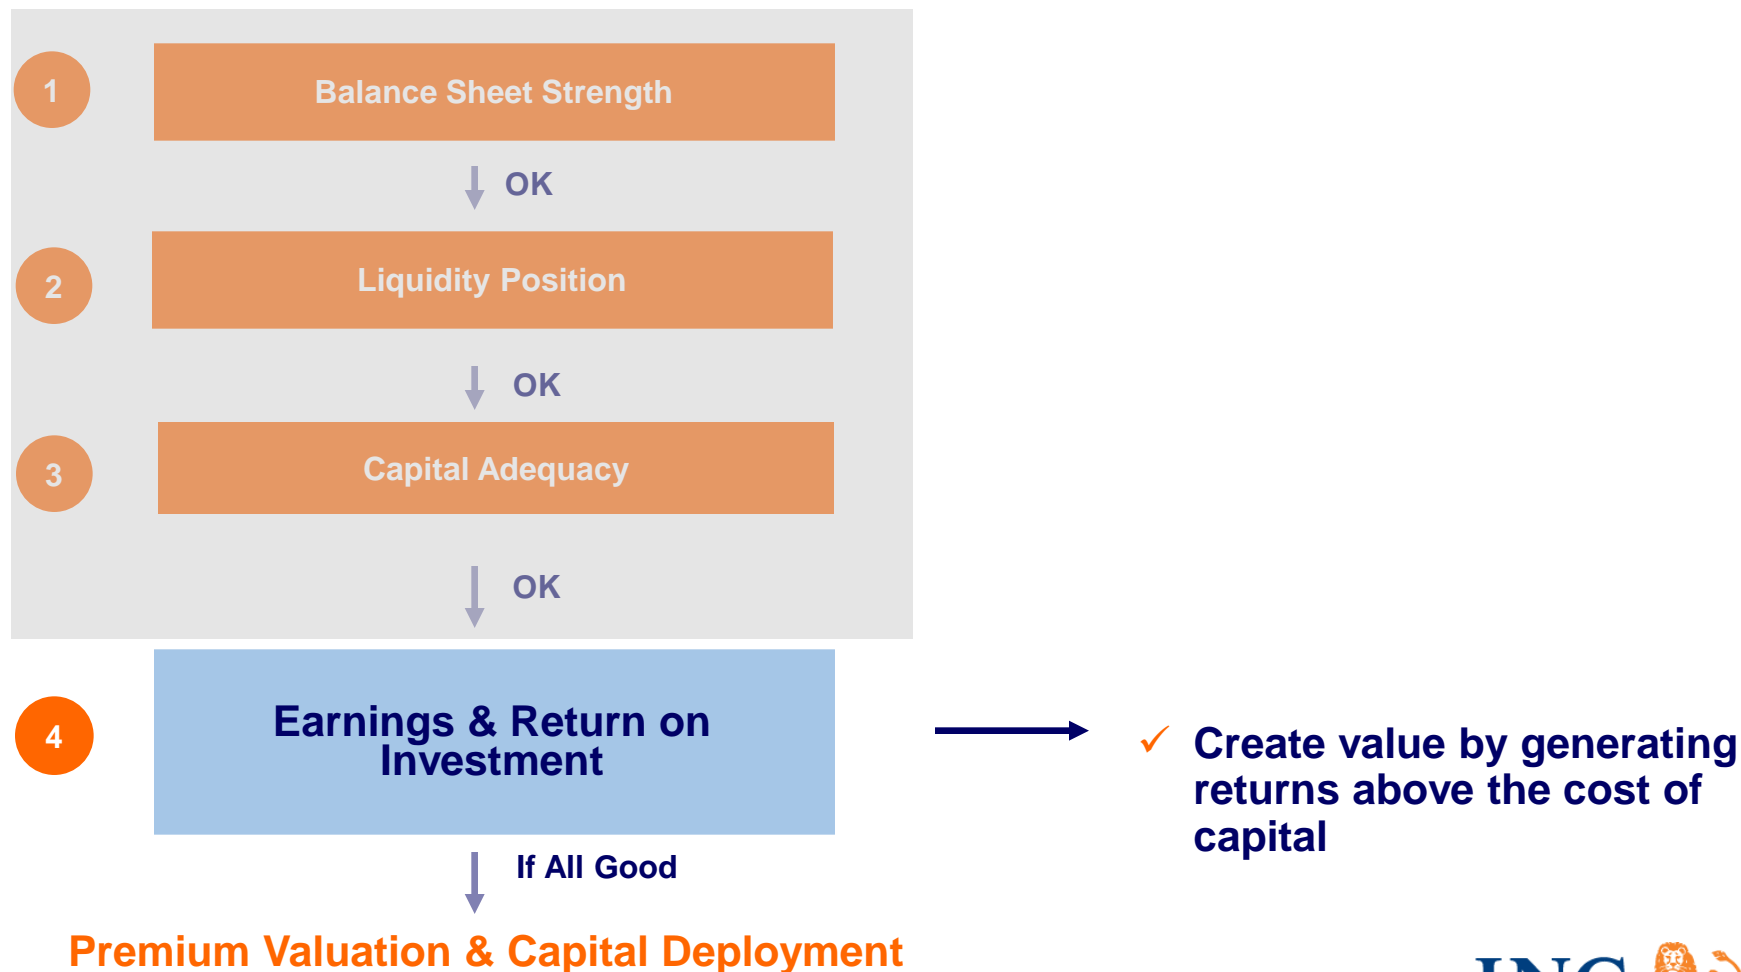 1
Balance Sheet Strength
OK
2
Liquidity Position
OK
3
Capital Adequacy
OK
4
Earnings & Return on
Investment
✓ Create value by generating
returns above the cost of
capital
If All Good
Premium Valuation & Capital Deployment
ING